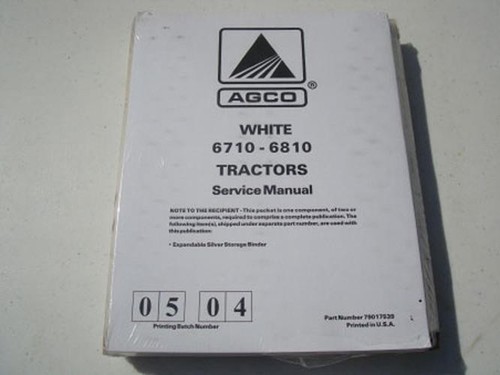 AGCO ®
WHITE
6710 - 6810
TRACTORS
Service Manual
NOTE TO THE RECIPIENT - This packet is one component, of two or
more components, required to comprise a complete publication. The
following item(s), shipped under separate part number, are used with
this publication:
• Expandable Silver Storage Binder
05 04
Printing Batch Number
Part Number 79017539
Printed in U.S.A.